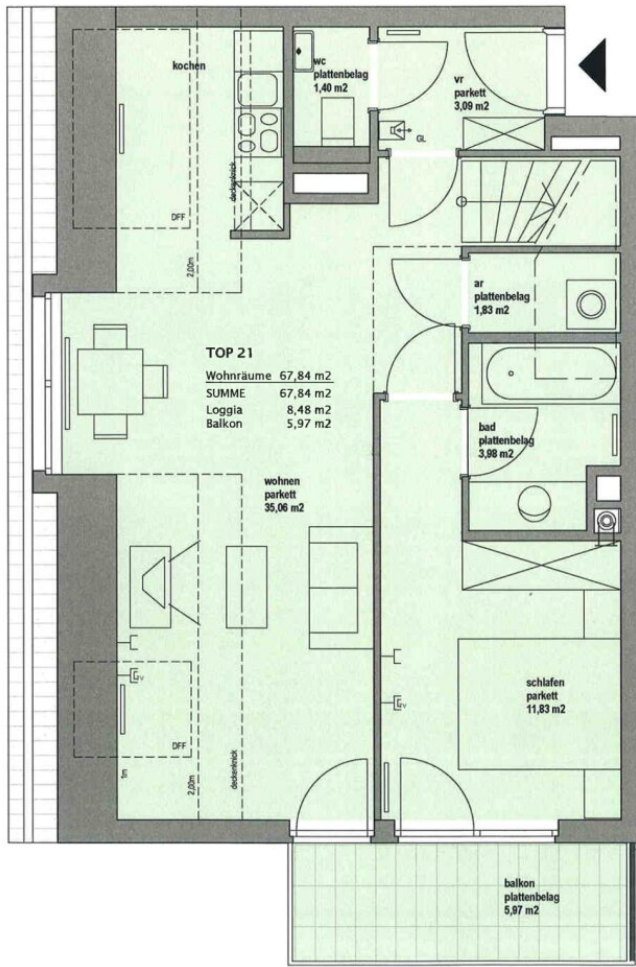 kochen
wc
plattenbelag
1,40 m2
vr
parkett
3,09 m2
GL
DFF
deckenknick
2,00m
ar
plattenbelag
1,83 m2
TOP 21
Wohnräume 67,84 m2
SUMME 67,84 m2
Loggia 8,48 m2
Balkon 5,97 m2
bad
plattenbelag
3,98 m2
wohnen
parkett
35,06 m2
TV
TV
schlafen
parkett
11,83 m2
DFF
1m
2,00m
deckenknick
balkon
plattenbelag
5,97 m2